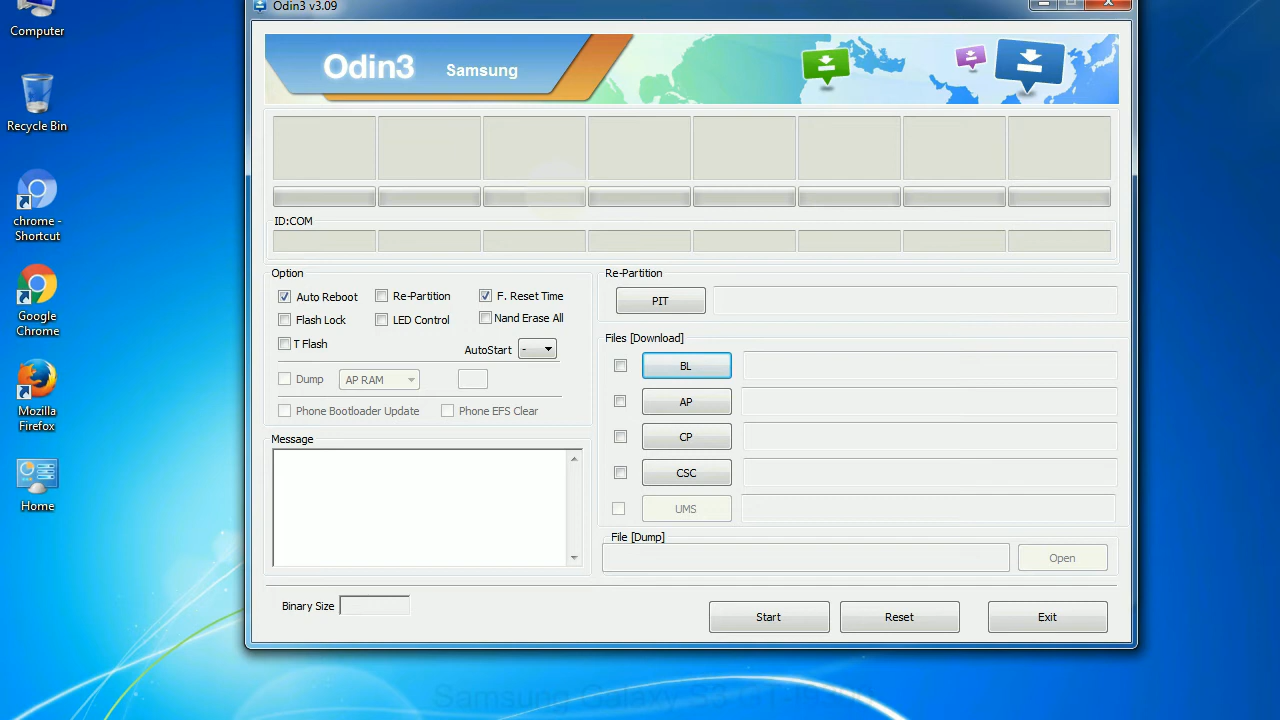 Odin3 v3.09
Computer
Recycle Bin
chrome -
Shortcut
Google
Chrome
Mozilla
Firefox
Home
Odin3 Samsung
ID:COM
Option
Auto Reboot Re-Partition F. Reset Time
Flash Lock LED Control Nand Erase All
T Flash AutoStart -
Dump AP RAM
Phone Bootloader Update Phone EFS Clear
Message
Re-Partition
PIT
Files [Download]
BL
AP
CP
CSC
UMS
File [Dump]
Open
Binary Size
Start Reset Exit
Samsung Galaxy S3